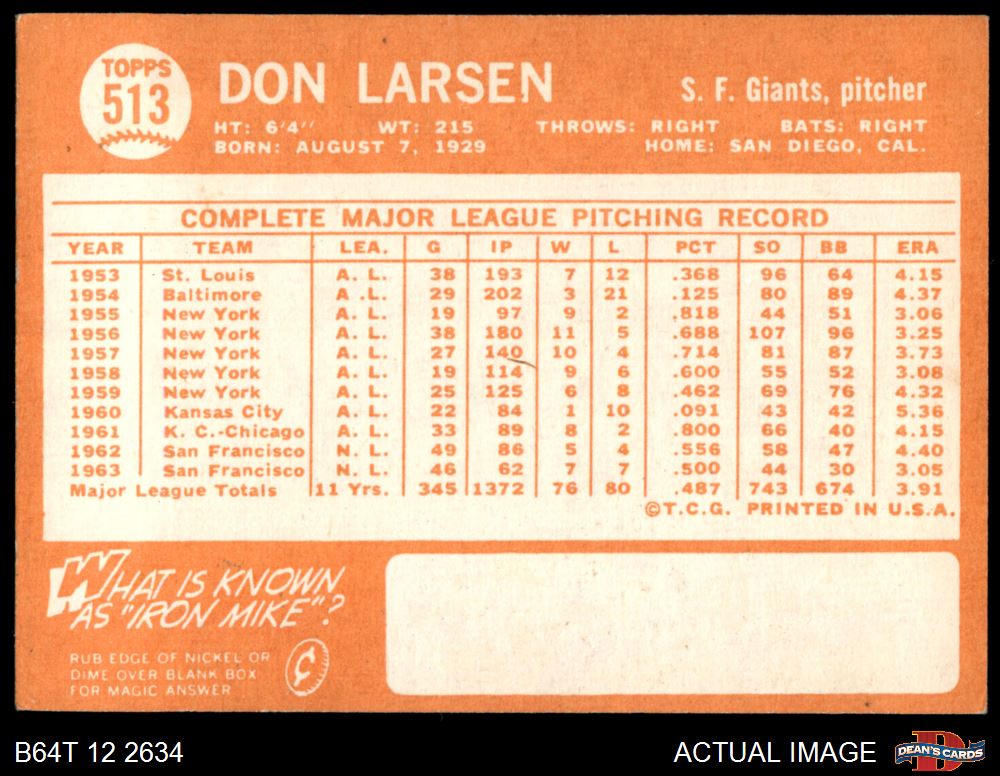 TOPPS
513
DON LARSEN
S. F. Giants, pitcher
HT: 6'4" WT: 215 THROWS: RIGHT BATS: RIGHT
BORN: AUGUST 7, 1929 HOME: SAN DIEGO, CAL.
COMPLETE MAJOR LEAGUE PITCHING RECORD
YEAR TEAM LEA. G IP W L PCT SO BB ERA
1953 St. Louis A. L. 38 193 7 12 .368 96 64 4.15
1954 Baltimore A .L. 29 202 3 21 .125 80 89 4.37
1955 New York A. L. 19 97 9 2 .818 44 51 3.06
1956 New York A. L. 38 180 11 5 .688 107 96 3.25
1957 New York A. L. 27 140 10 4 .714 81 87 3.73
1958 New York A. L. 19 114 9 6 .600 55 52 3.08
1959 New York A. L. 25 125 6 8 .462 69 76 4.32
1960 Kansas City A. L. 22 84 1 10 .091 43 42 5.36
1961 K. C.-Chicago A. L. 33 89 8 2 .800 66 40 4.15
1962 San Francisco N. L. 49 86 5 4 .556 58 47 4.40
1963 San Francisco N. L. 46 62 7 7 .500 44 30 3.05
Major League Totals 11 Yrs. 345 1372 76 80 .487 743 674 3.91
©T.C.G. PRINTED IN U.S.A.
WHAT IS KNOWN
AS "IRON MIKE"?
RUB EDGE OF NICKEL OR
DIME OVER BLANK BOX
FOR MAGIC ANSWER
¢
B64T 12 2634 ACTUAL IMAGE
D
DEAN'S CARDS